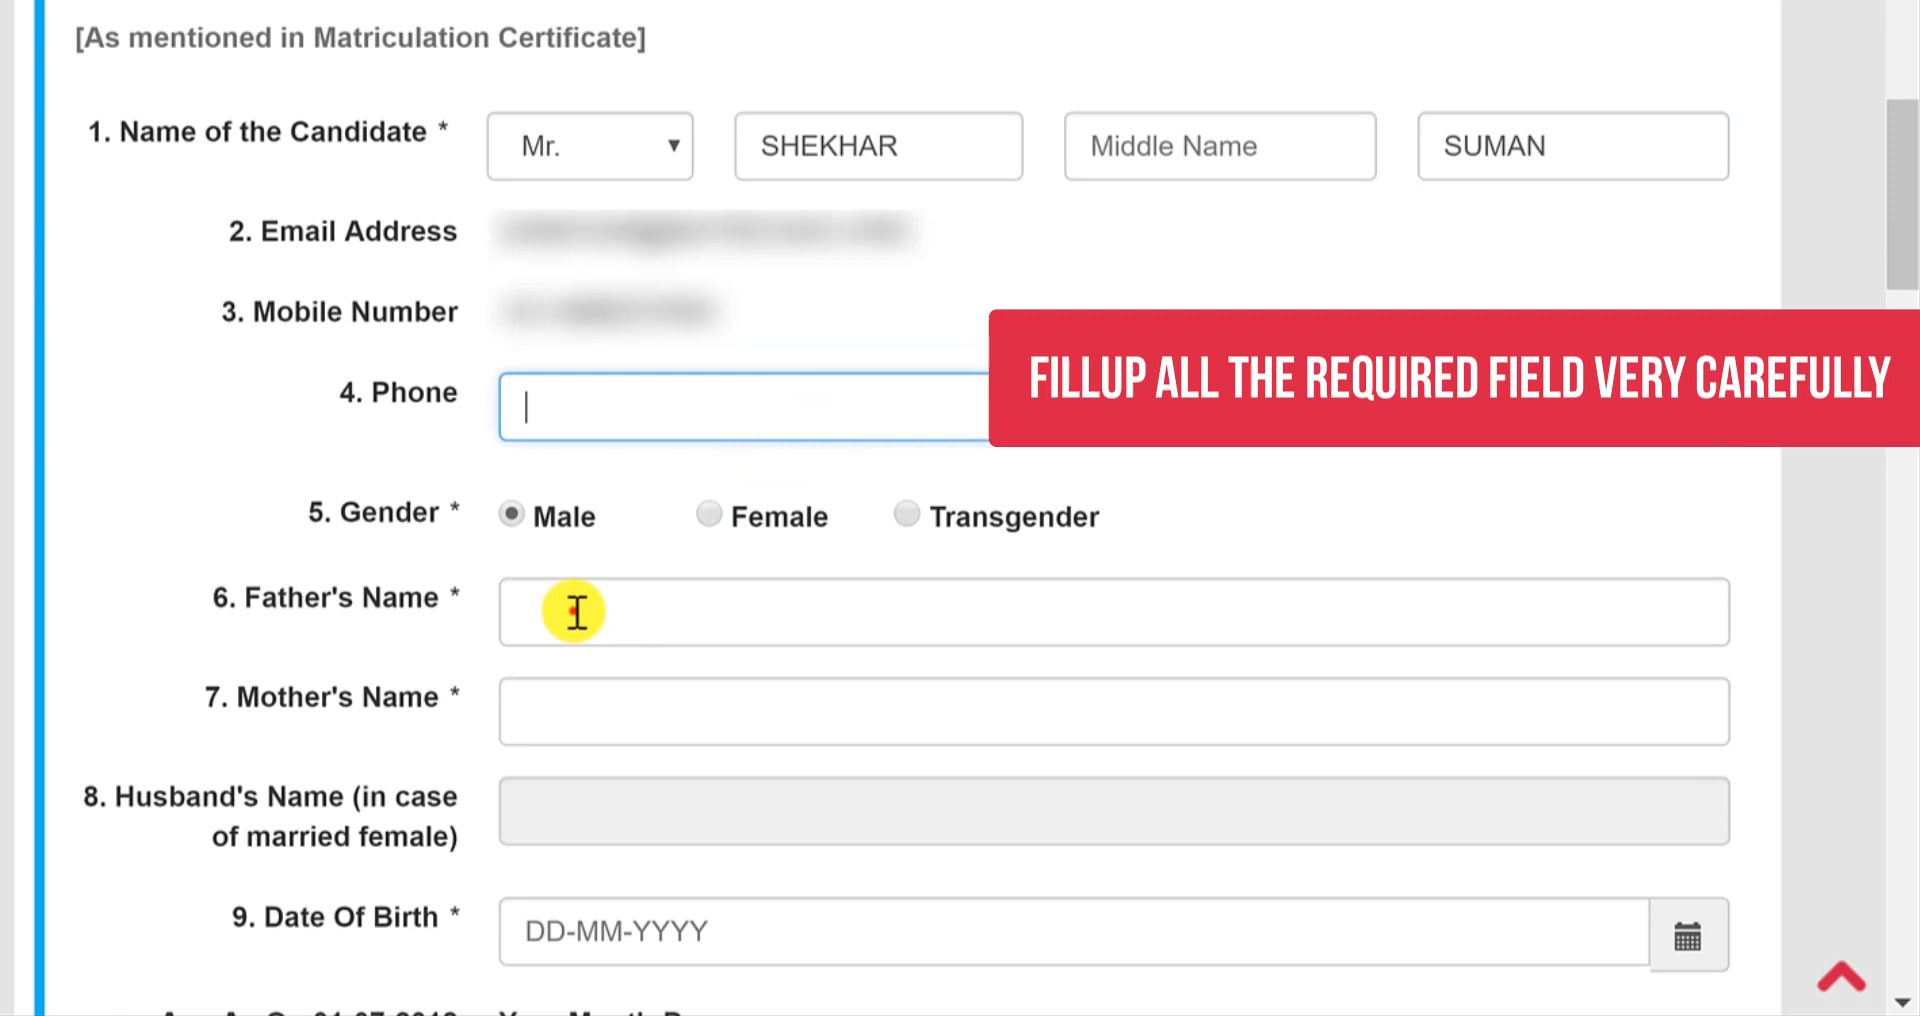 [As mentioned in Matriculation Certificate]
1. Name of the Candidate * Mr. ▼ SHEKHAR Middle Name SUMAN
2. Email Address
3. Mobile Number
4. Phone
FILLUP ALL THE REQUIRED FIELD VERY CAREFULLY
5. Gender * Male Female Transgender
6. Father's Name *
7. Mother's Name *
8. Husband's Name (in case
of married female)
9. Date Of Birth * DD-MM-YYYY